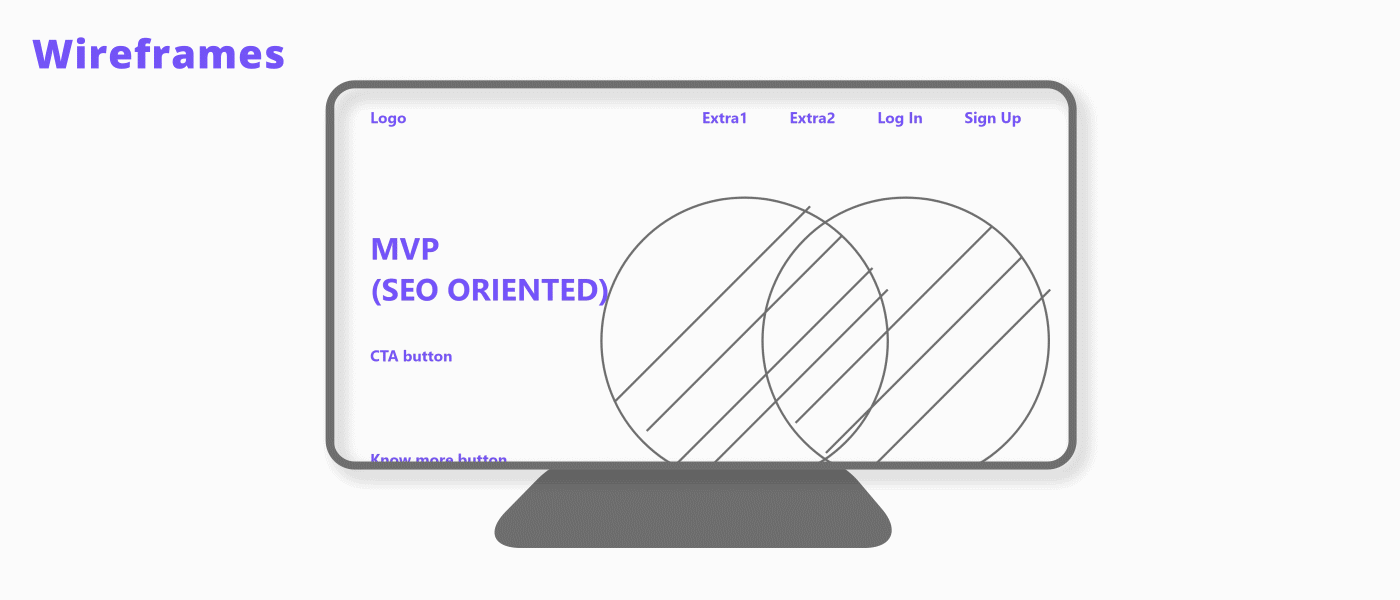 Wireframes
Logo
Extra1
Extra2
Log In
Sign Up
MVP
(SEO ORIENTED)
CTA button
Know more button